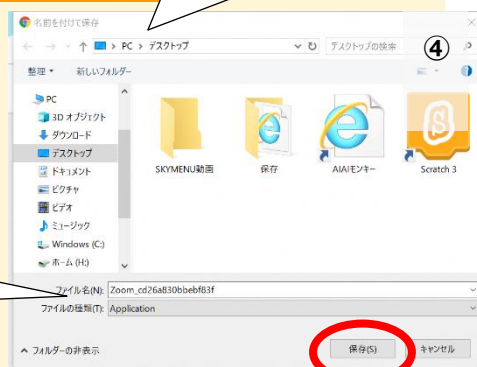 名前を付けて保存
PC > デスクトップ
デスクトップの検索
④
整理 新しいフォルダー
PC
3D オブジェクト
ダウンロード
デスクトップ
ドキュメント
ピクチャ
ビデオ
ミュージック
Windows (C:)
ホーム (H:)
SKYMENU動画
保存
AIAIモンキー
Scratch 3
ファイル名(N): Zoom_cd26a830bbebf83f
ファイルの種類(T): Application
フォルダーの非表示
保存(S)
キャンセル